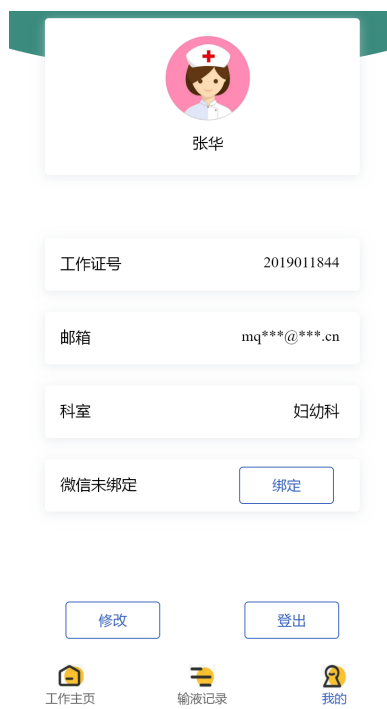 张华
工作证号 2019011844
邮箱 mq***@***.cn
科室 妇幼科
微信未绑定 绑定
修改 登出
工作主页 输液记录 我的